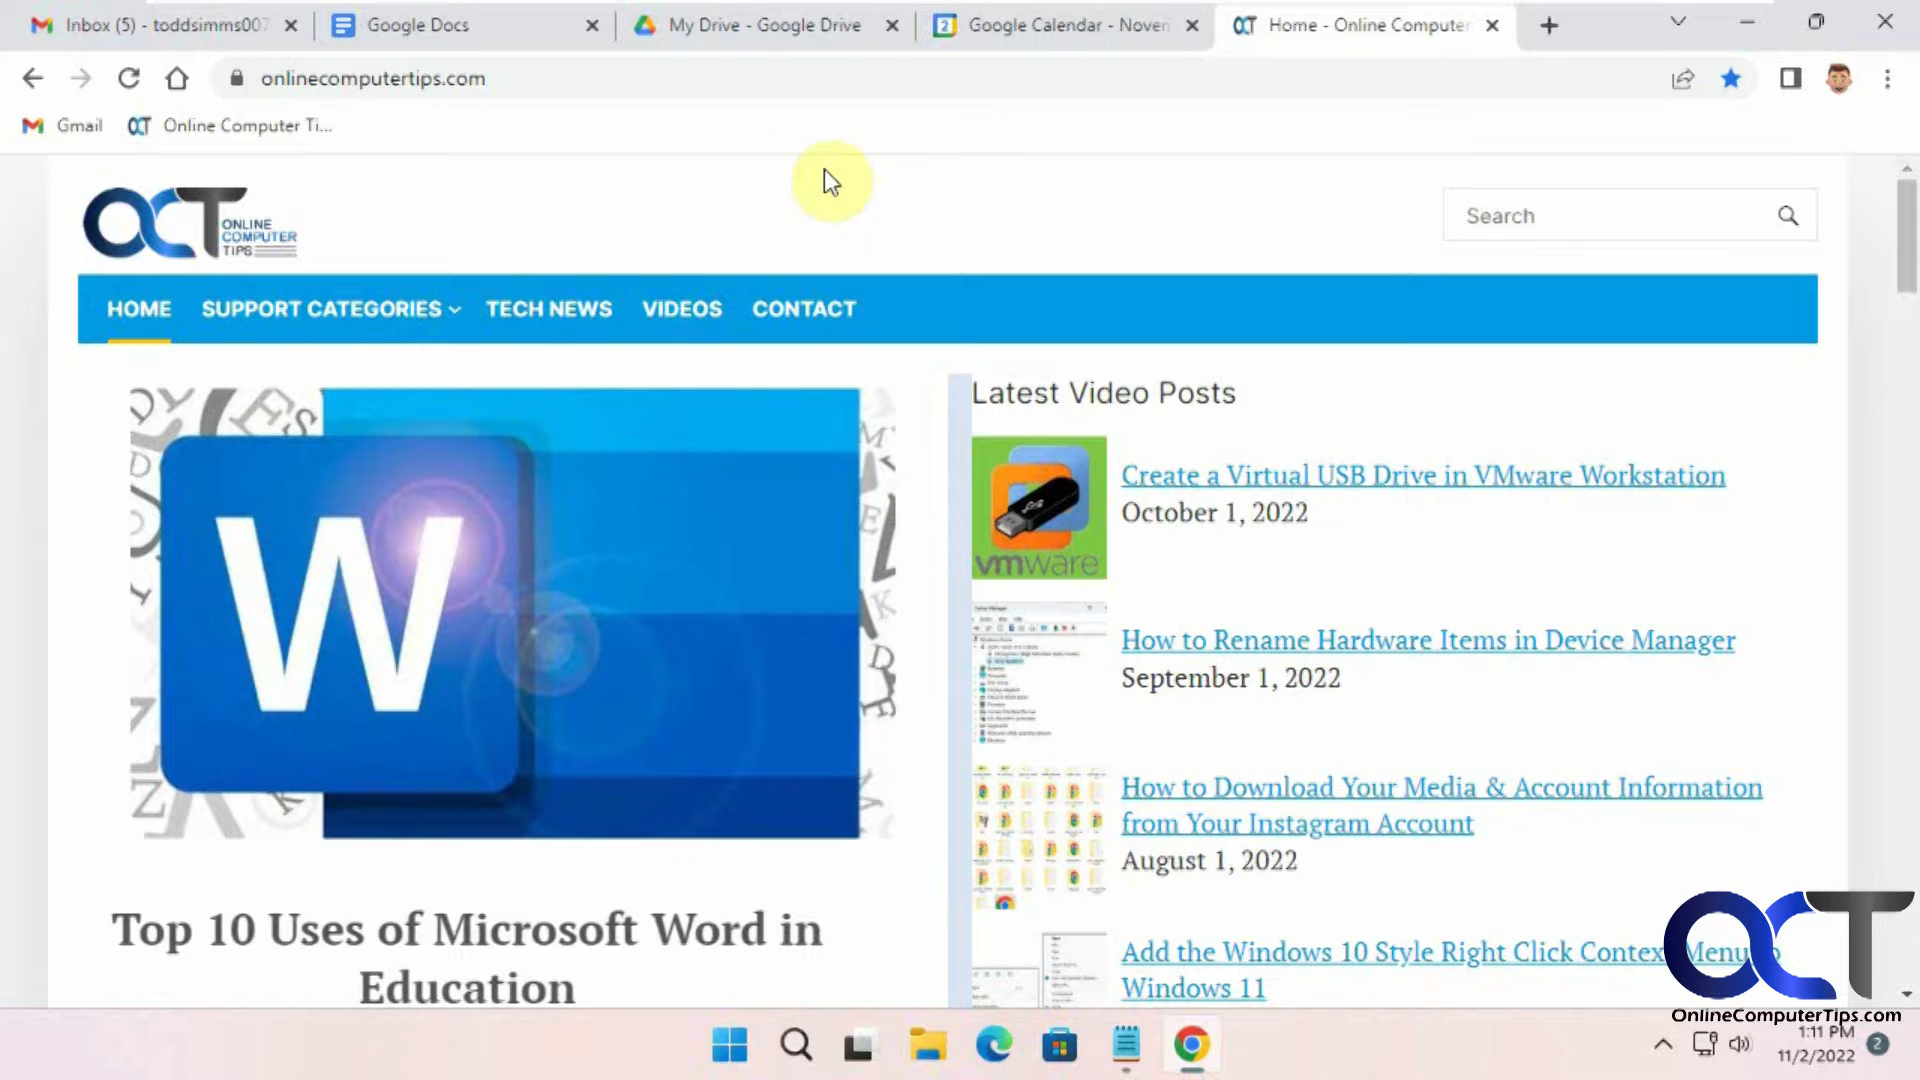 Inbox (5) - toddsimms007
Google Docs
My Drive - Google Drive
Google Calendar - Noven
Home - Online Computer
onlinecomputertips.com
Gmail
Online Computer Ti...
OCT ONLINE
COMPUTER
TIPS
Search
HOME
SUPPORT CATEGORIES
TECH NEWS
VIDEOS
CONTACT
W
Latest Video Posts
vmware
Create a Virtual USB Drive in VMware Workstation
October 1, 2022
How to Rename Hardware Items in Device Manager
September 1, 2022
How to Download Your Media & Account Information
from Your Instagram Account
August 1, 2022
Top 10 Uses of Microsoft Word in
Education
Add the Windows 10 Style Right Click Context Menu to
Windows 11
OCT
OnlineComputerTips.com
1:11 PM
11/2/2022
2